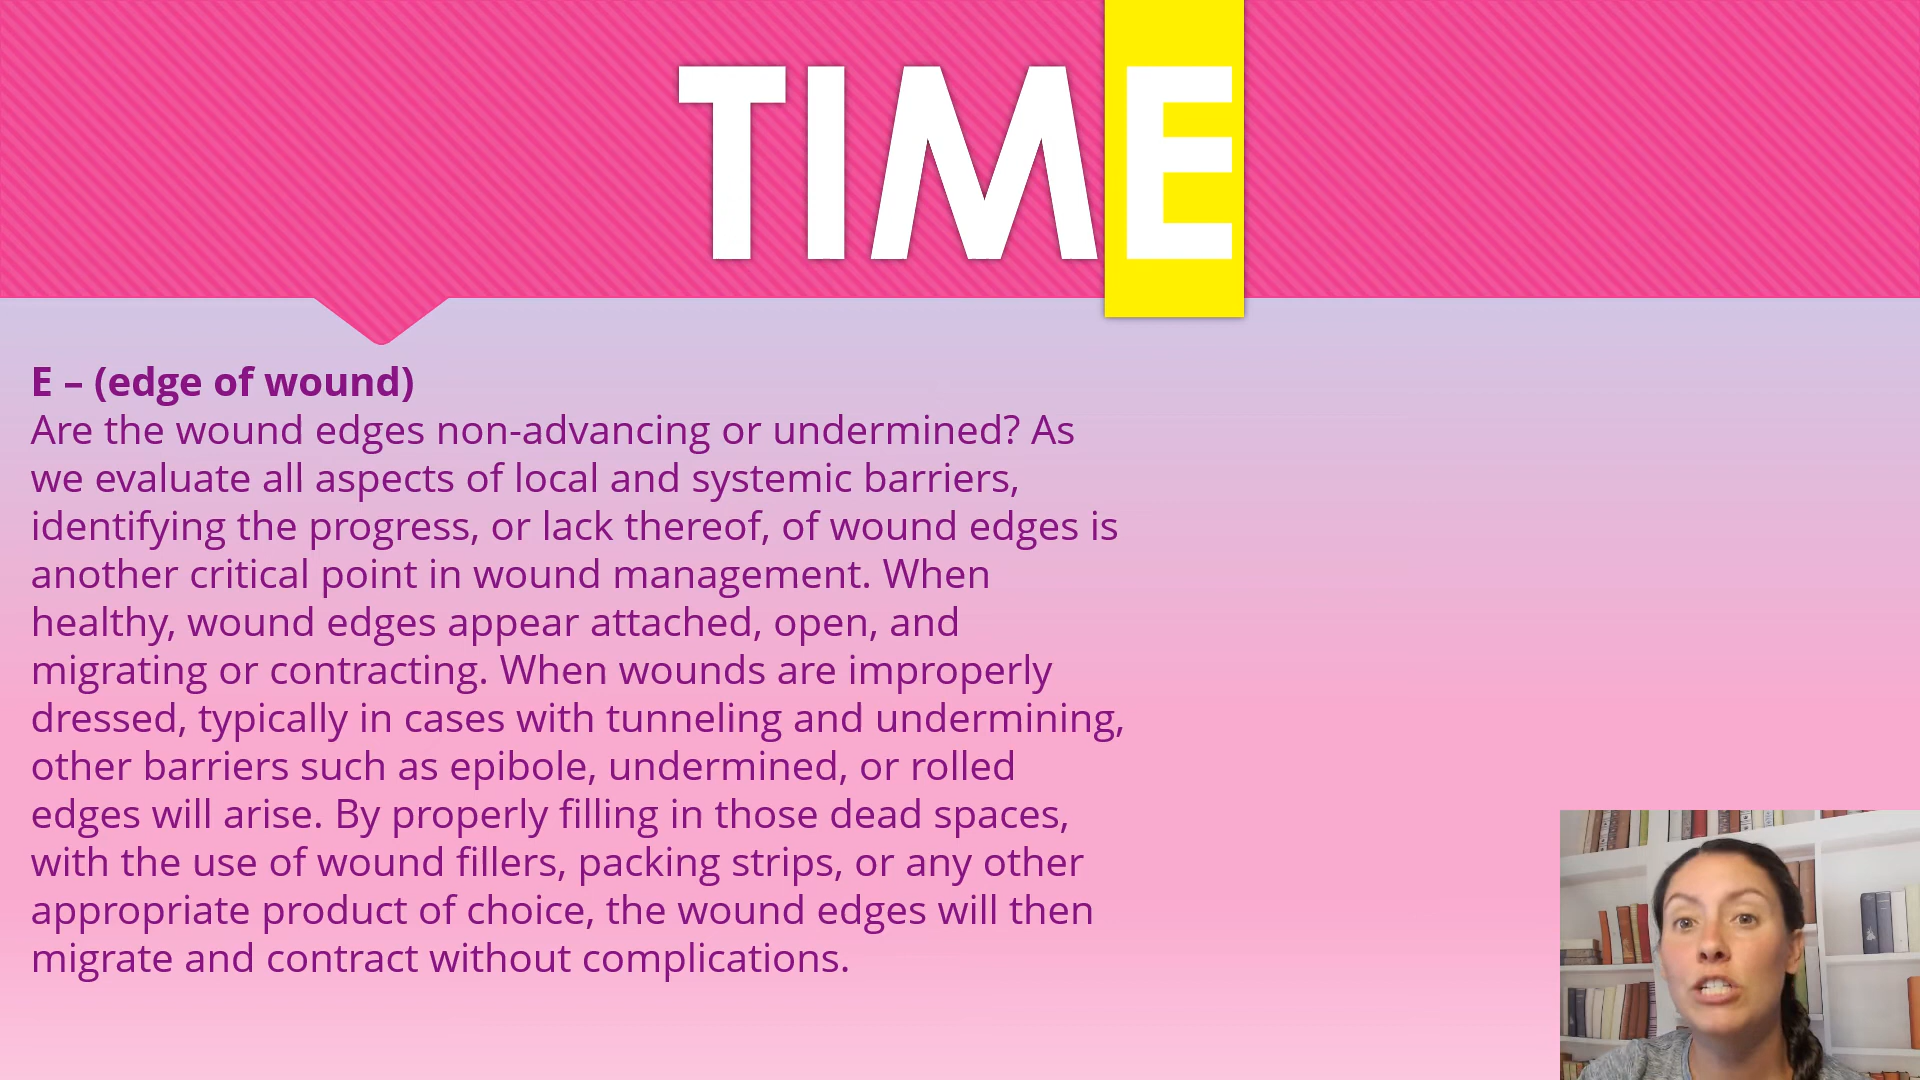 TIME
E – (edge of wound)
Are the wound edges non-advancing or undermined? As
we evaluate all aspects of local and systemic barriers,
identifying the progress, or lack thereof, of wound edges is
another critical point in wound management. When
healthy, wound edges appear attached, open, and
migrating or contracting. When wounds are improperly
dressed, typically in cases with tunneling and undermining,
other barriers such as epibole, undermined, or rolled
edges will arise. By properly filling in those dead spaces,
with the use of wound fillers, packing strips, or any other
appropriate product of choice, the wound edges will then
migrate and contract without complications.